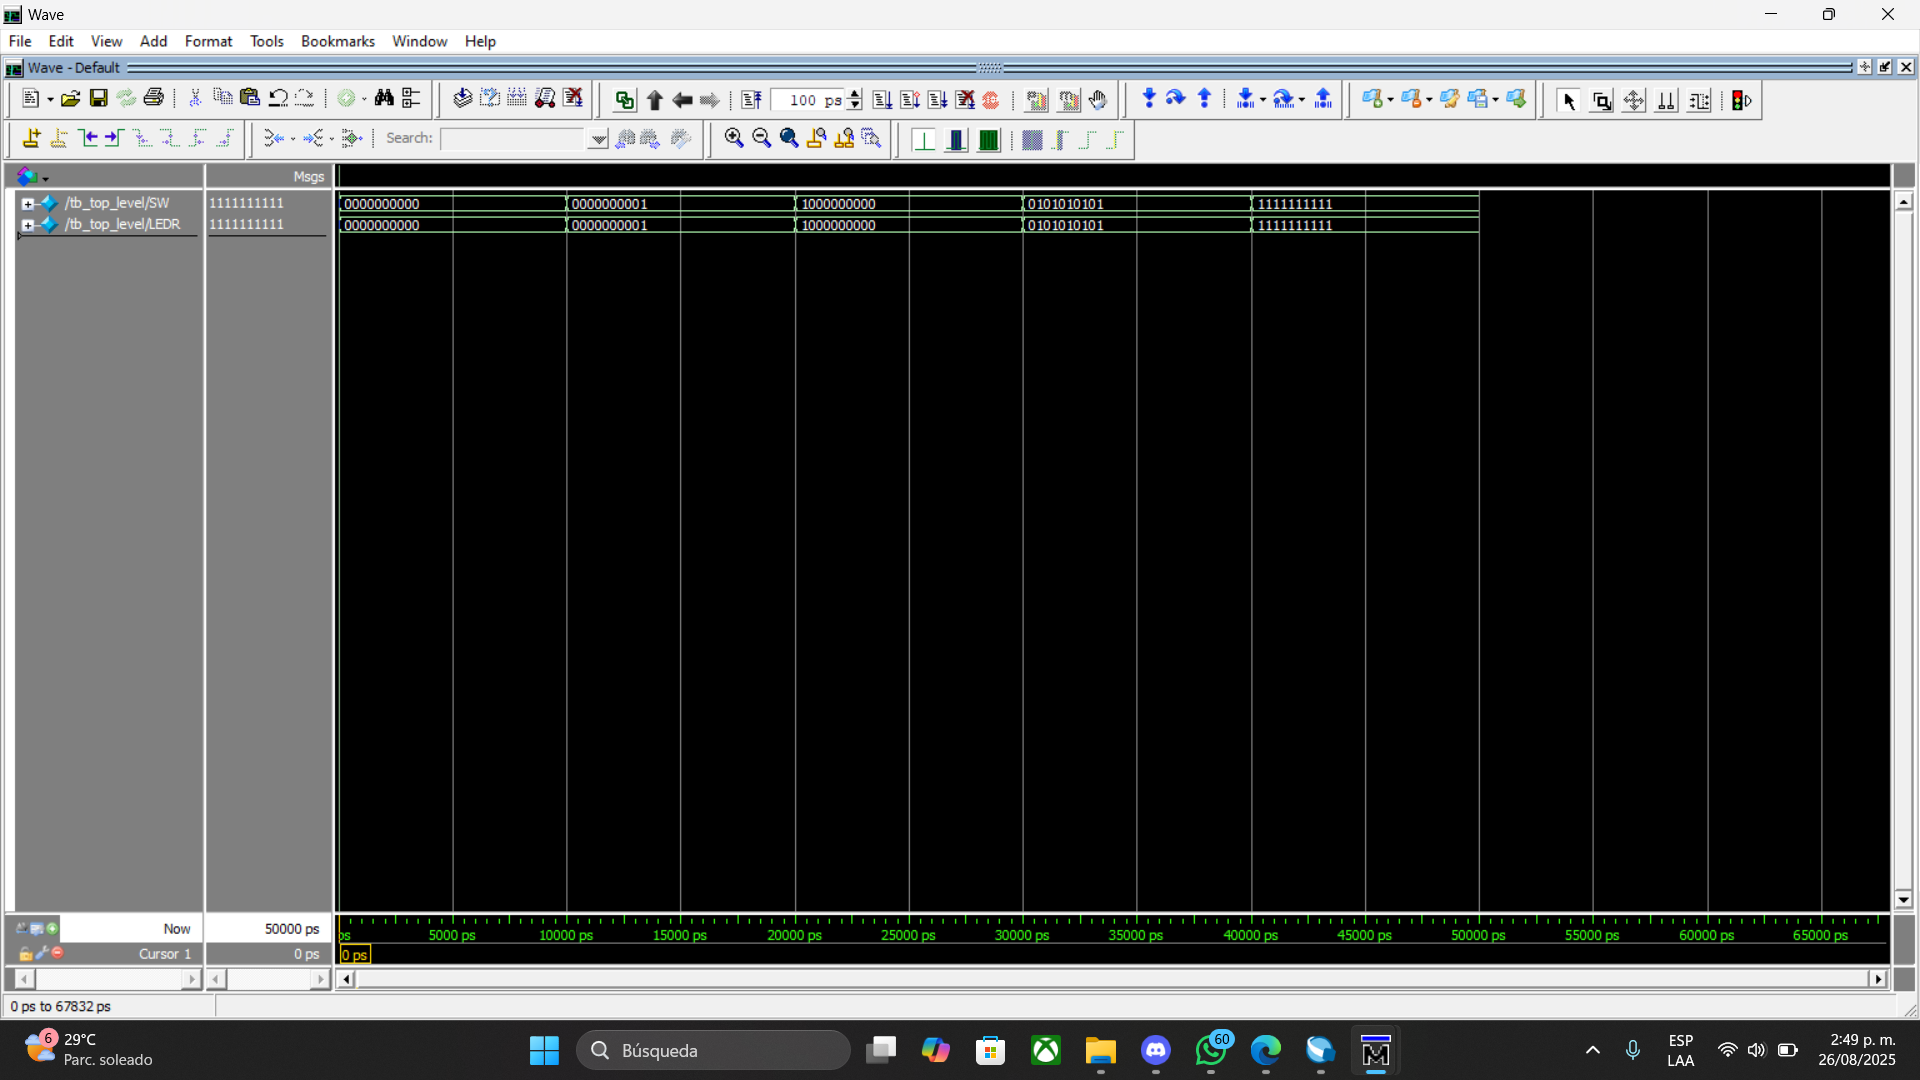 Wave
File Edit View Add Format Tools Bookmarks Window Help
Wave - Default
100 ps
Search:
Msgs
/tb_top_level/SW 1111111111 0000000000 0000000001 1000000000 0101010101 1111111111
/tb_top_level/LEDR 1111111111 0000000000 0000000001 1000000000 0101010101 1111111111
Now 50000 ps ps 5000 ps 10000 ps 15000 ps 20000 ps 25000 ps 30000 ps 35000 ps 40000 ps 45000 ps 50000 ps 55000 ps 60000 ps 65000 ps
Cursor 1 0 ps 0 ps
0 ps to 67832 ps
6 29°C
Parc. soleado
Búsqueda
60
M
ESP
LAA
2:49 p. m.
26/08/2025